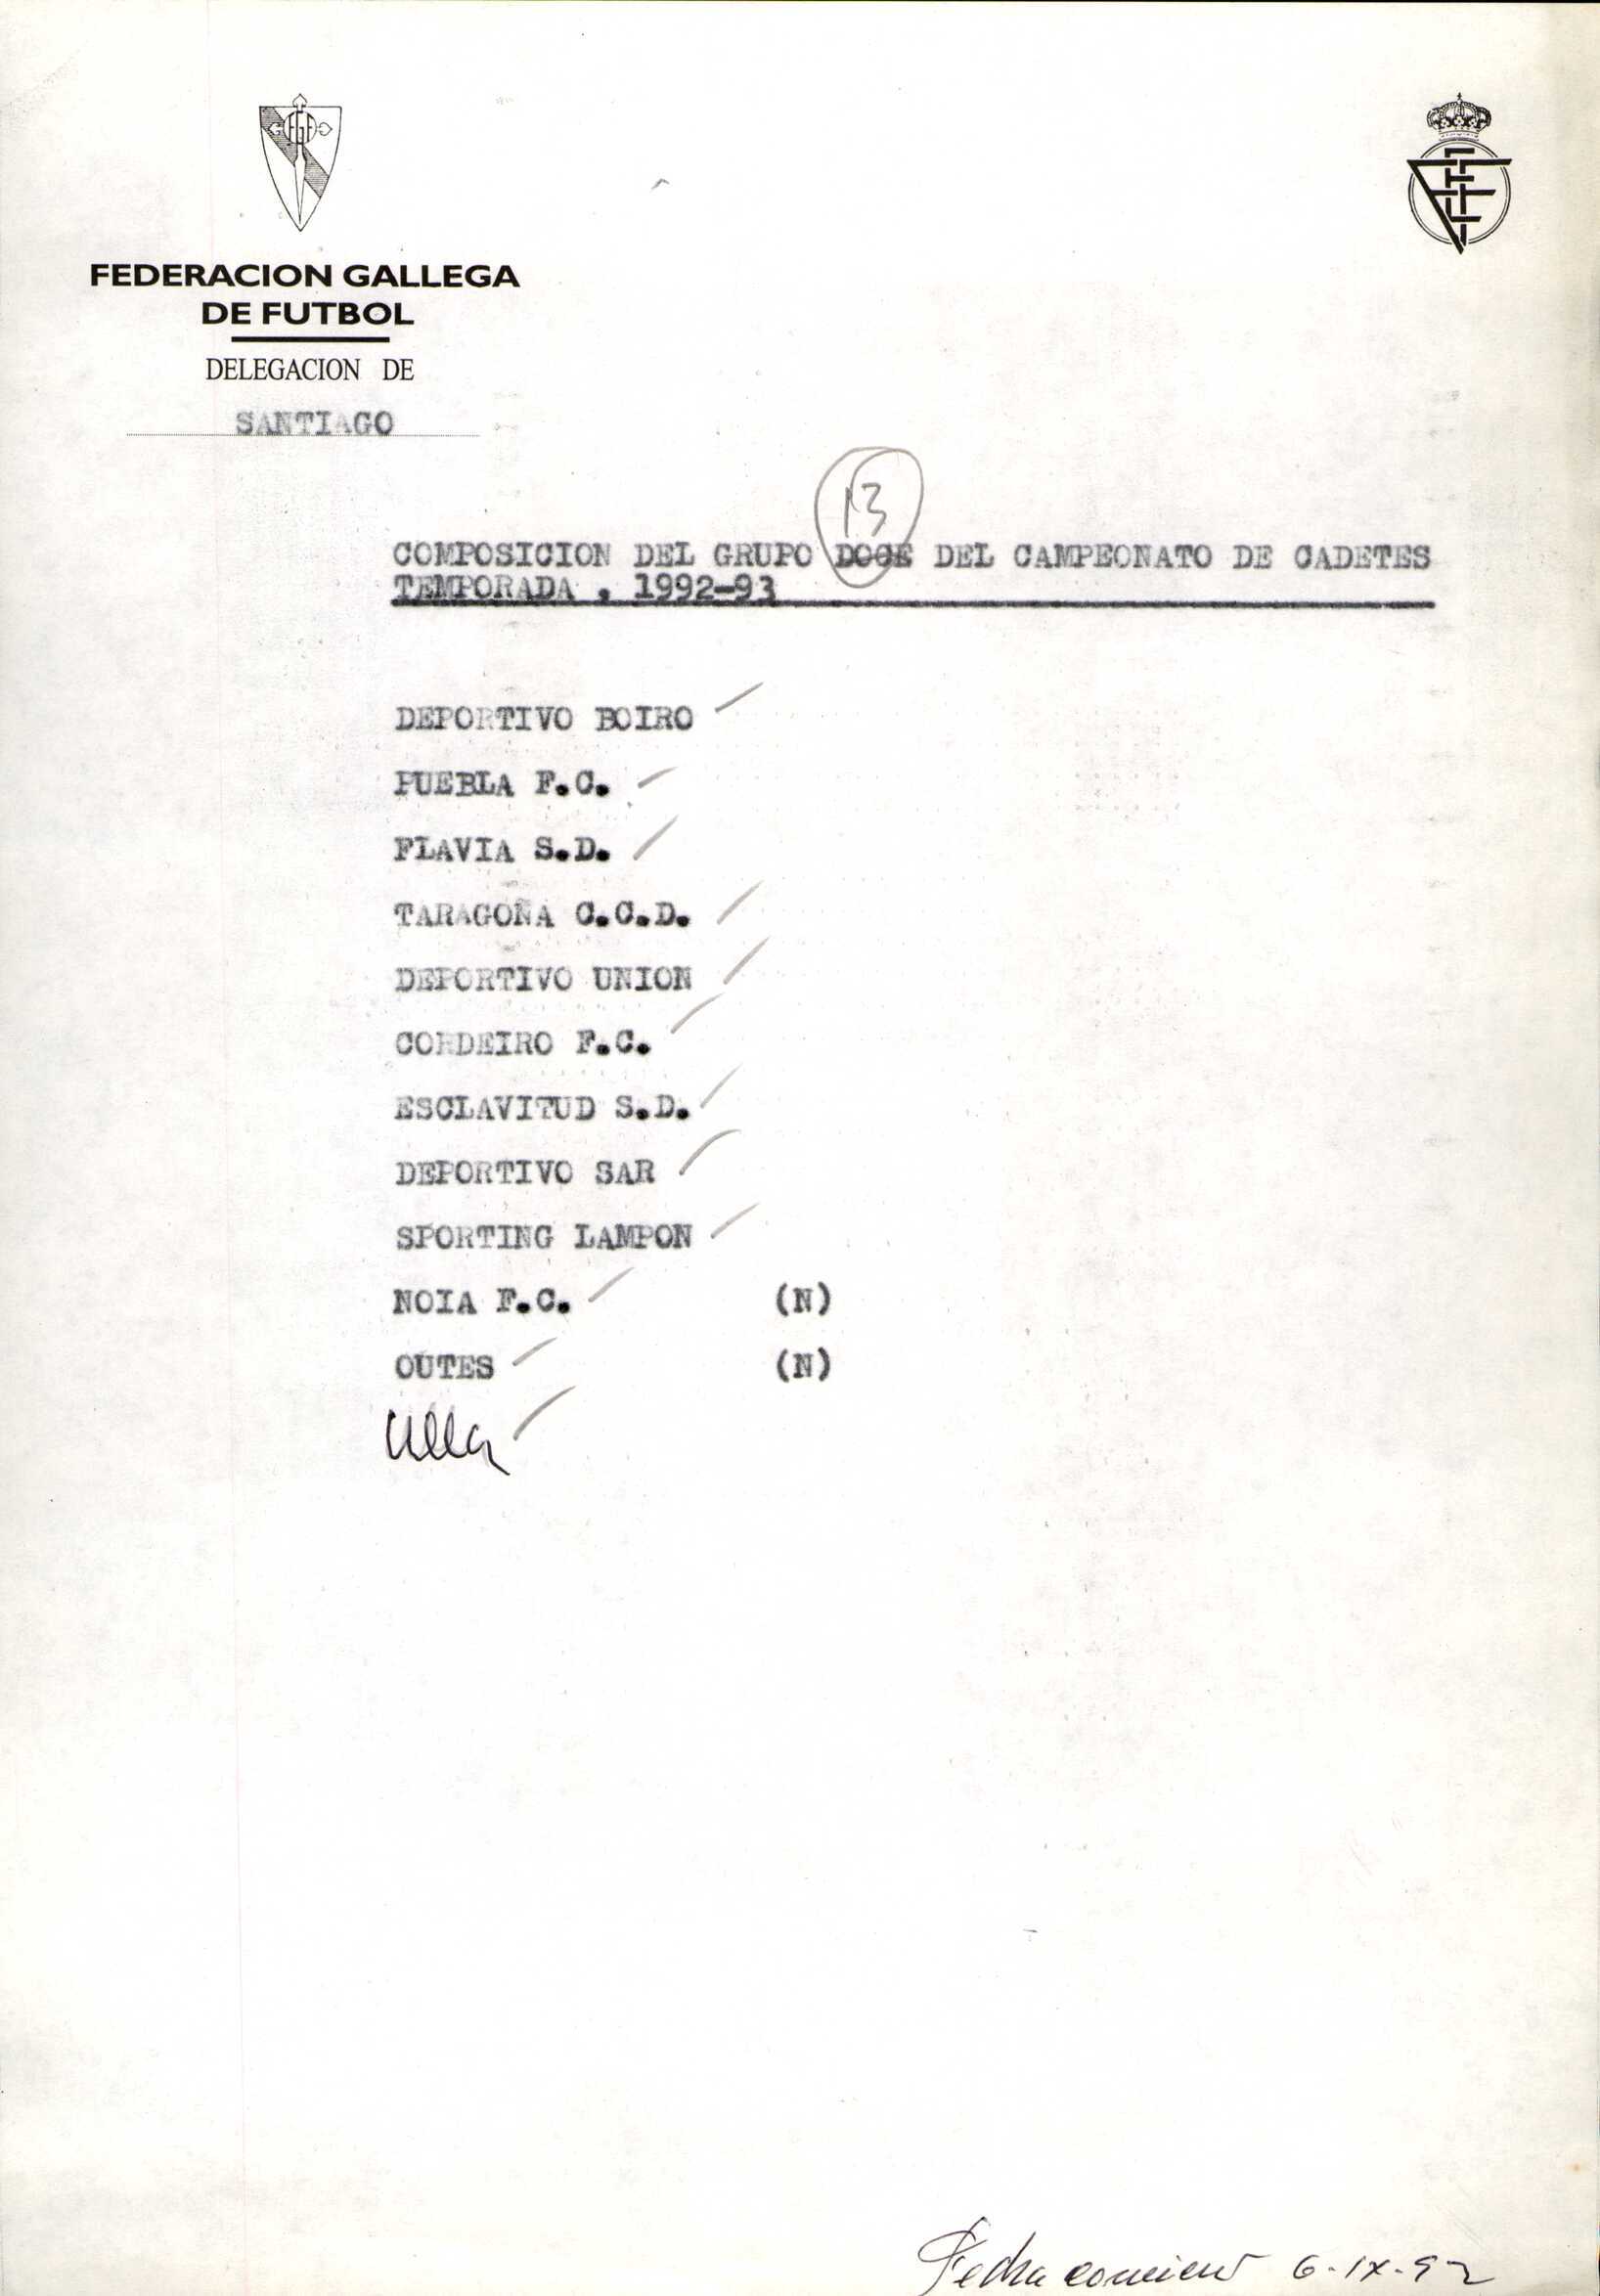 FGF
FEDERACION GALLEGA
DE FUTBOL
DELEGACION DE
SANTIAGO
13
COMPOSICION DEL GRUPO DOCE DEL CAMPEONATO DE CADETES
TEMPORADA , 1992-93
DEPORTIVO BOIRO
PUEBLA F.C.
FLAVIA S.D.
TARAGOÑA C.C.D.
DEPORTIVO UNION
CORDEIRO F.C.
ESCLAVITUD S.D.
DEPORTIVO SAR
SPORTING LAMPON
NOIA F.C. (N)
OUTES (N)
Ulla
Fecha comienzo 6-IX-92